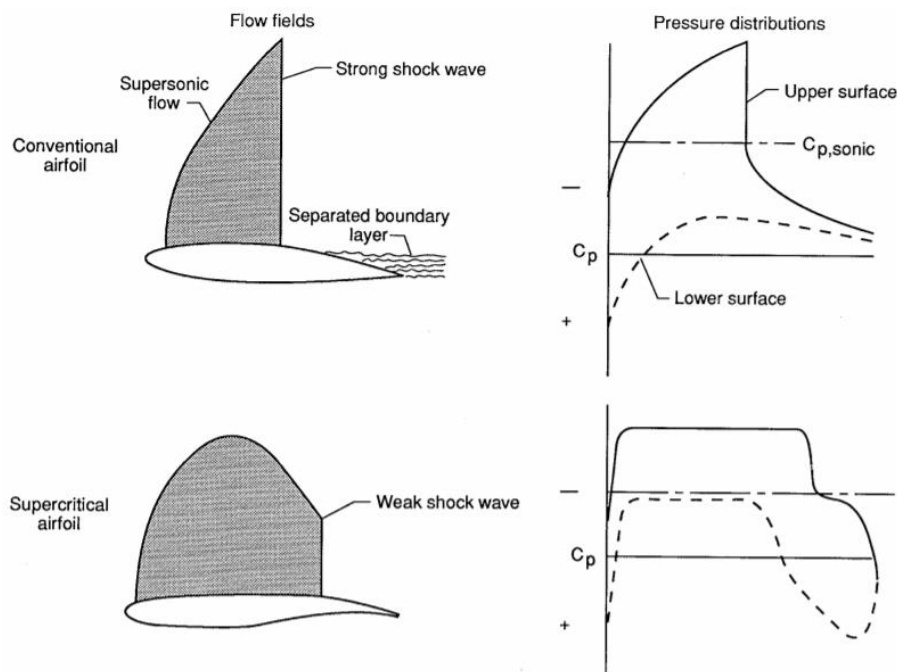 Flow fields
Pressure distributions
Strong shock wave
Supersonic
flow
Conventional
airfoil
Separated boundary
layer
Upper surface
Cp,sonic
—
Cp
Lower surface
+
Supercritical
airfoil
Weak shock wave
—
Cp
+